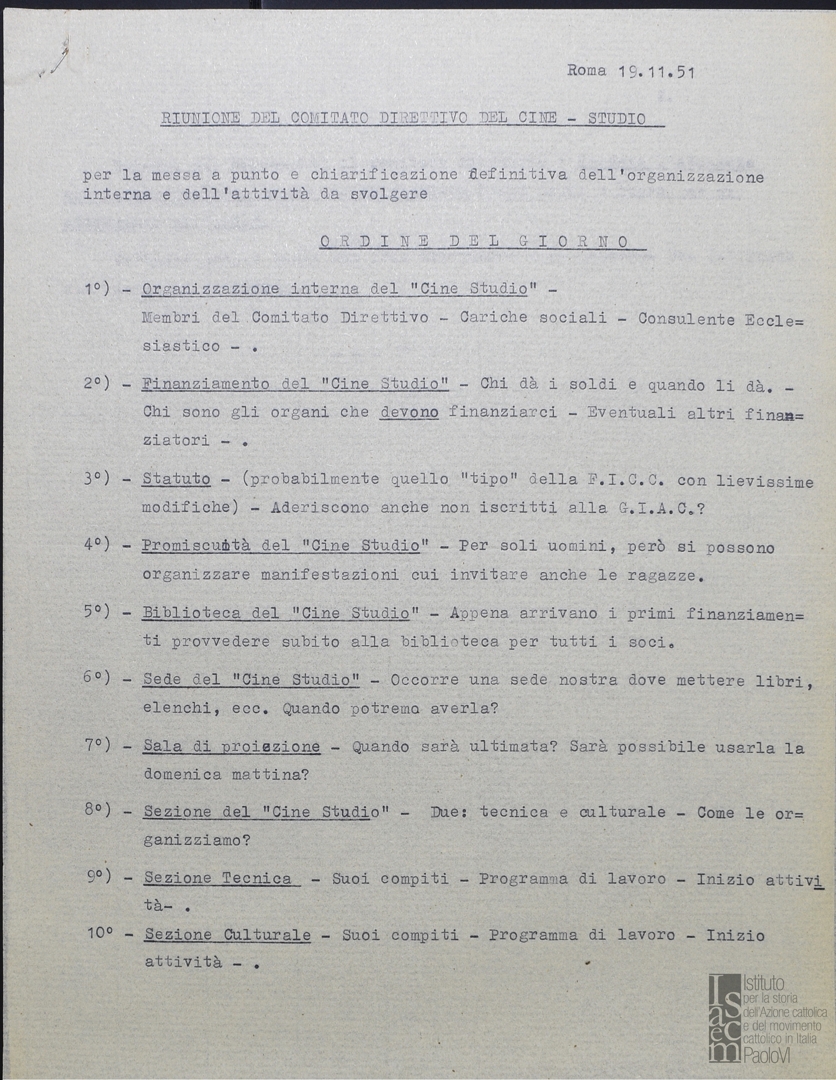 Roma 19.11.51
RIUNIONE DEL COMITATO DIRETTIVO DEL CINE - STUDIO
per la messa a punto e chiarificazione definitiva dell'organizzazione
interna e dell'attività da svolgere
ORDINE DEL GIORNO
1°) - Organizzazione interna del "Cine Studio" -
Membri del Comitato Direttivo - Cariche sociali - Consulente Eccle=
siastico - .
2°) - Finanziamento del "Cine Studio" - Chi dà i soldi e quando li dà. -
Chi sono gli organi che devono finanziarci - Eventuali altri finan=
ziatori - .
3°) - Statuto - (probabilmente quello "tipo" della F.I.C.C. con lievissime
modifiche) - Aderiscono anche non iscritti alla G.I.A.C.?
4°) - Promiscuità del "Cine Studio" - Per soli uomini, però si possono
organizzare manifestazioni cui invitare anche le ragazze.
5°) - Biblioteca del "Cine Studio" - Appena arrivano i primi finanziamen=
ti provvedere subito alla biblioteca per tutti i soci.
6°) - Sede del "Cine Studio" - Occorre una sede nostra dove mettere libri,
elenchi, ecc. Quando potremo averla?
7°) - Sala di proiezione - Quando sarà ultimata? Sarà possibile usarla la
domenica mattina?
8°) - Sezione del "Cine Studio" - Due: tecnica e culturale - Come le or=
ganizziamo?
9°) - Sezione Tecnica - Suoi compiti - Programma di lavoro - Inizio attivi
tà- .
10° - Sezione Culturale - Suoi compiti - Programma di lavoro - Inizio
attività - .
Isacem
Istituto
per la storia
dell'Azione cattolica
e del movimento
cattolico in Italia
PaoloVI